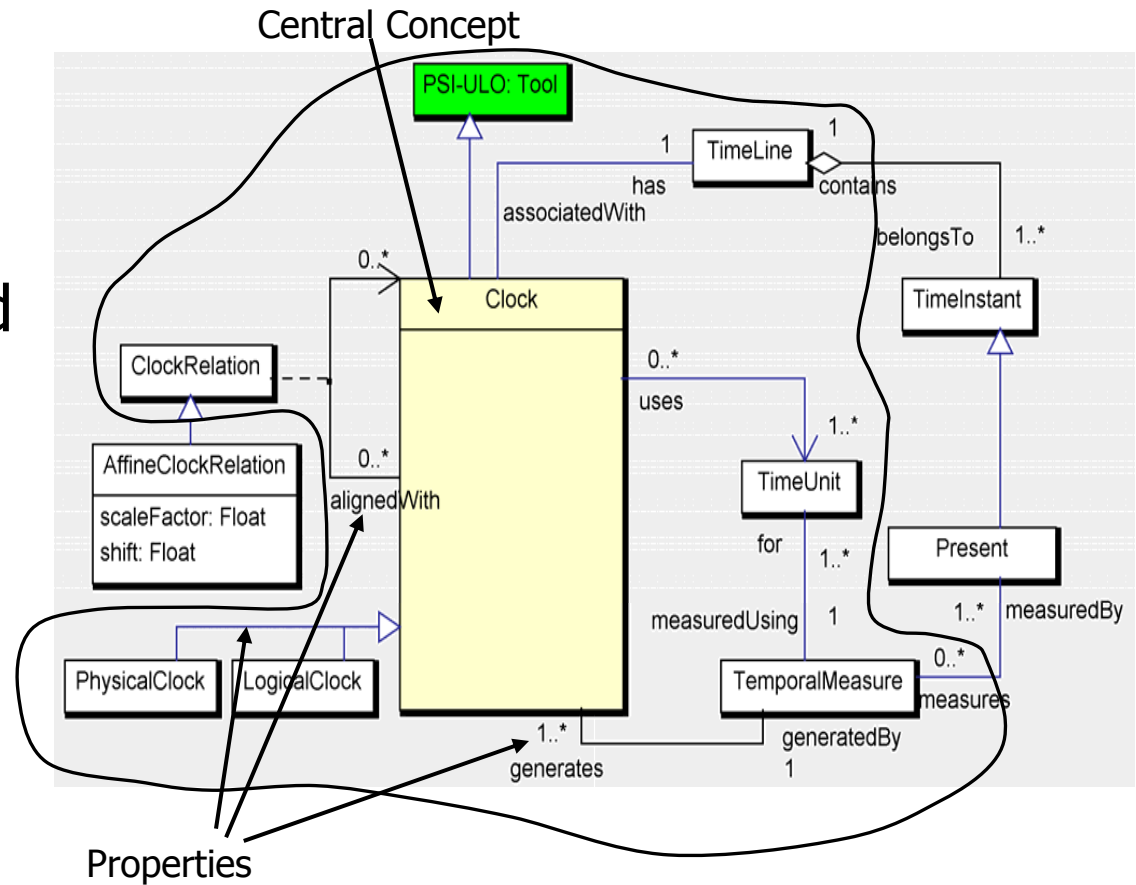 Central Concept
PSI-ULO: Tool
1
TimeLine
1
has
contains
associatedWith
belongsTo
1..*
0..*
Clock
TimeInstant
d
ClockRelation
0..*
uses
1..*
0..*
AffineClockRelation
alignedWith
TimeUnit
scaleFactor: Float
shift: Float
for
1..*
Present
measuredUsing
1
1..*
measuredBy
0..*
PhysicalClock
LogicalClock
TemporalMeasure
measures
1..*
generatedBy
generates
1
Properties